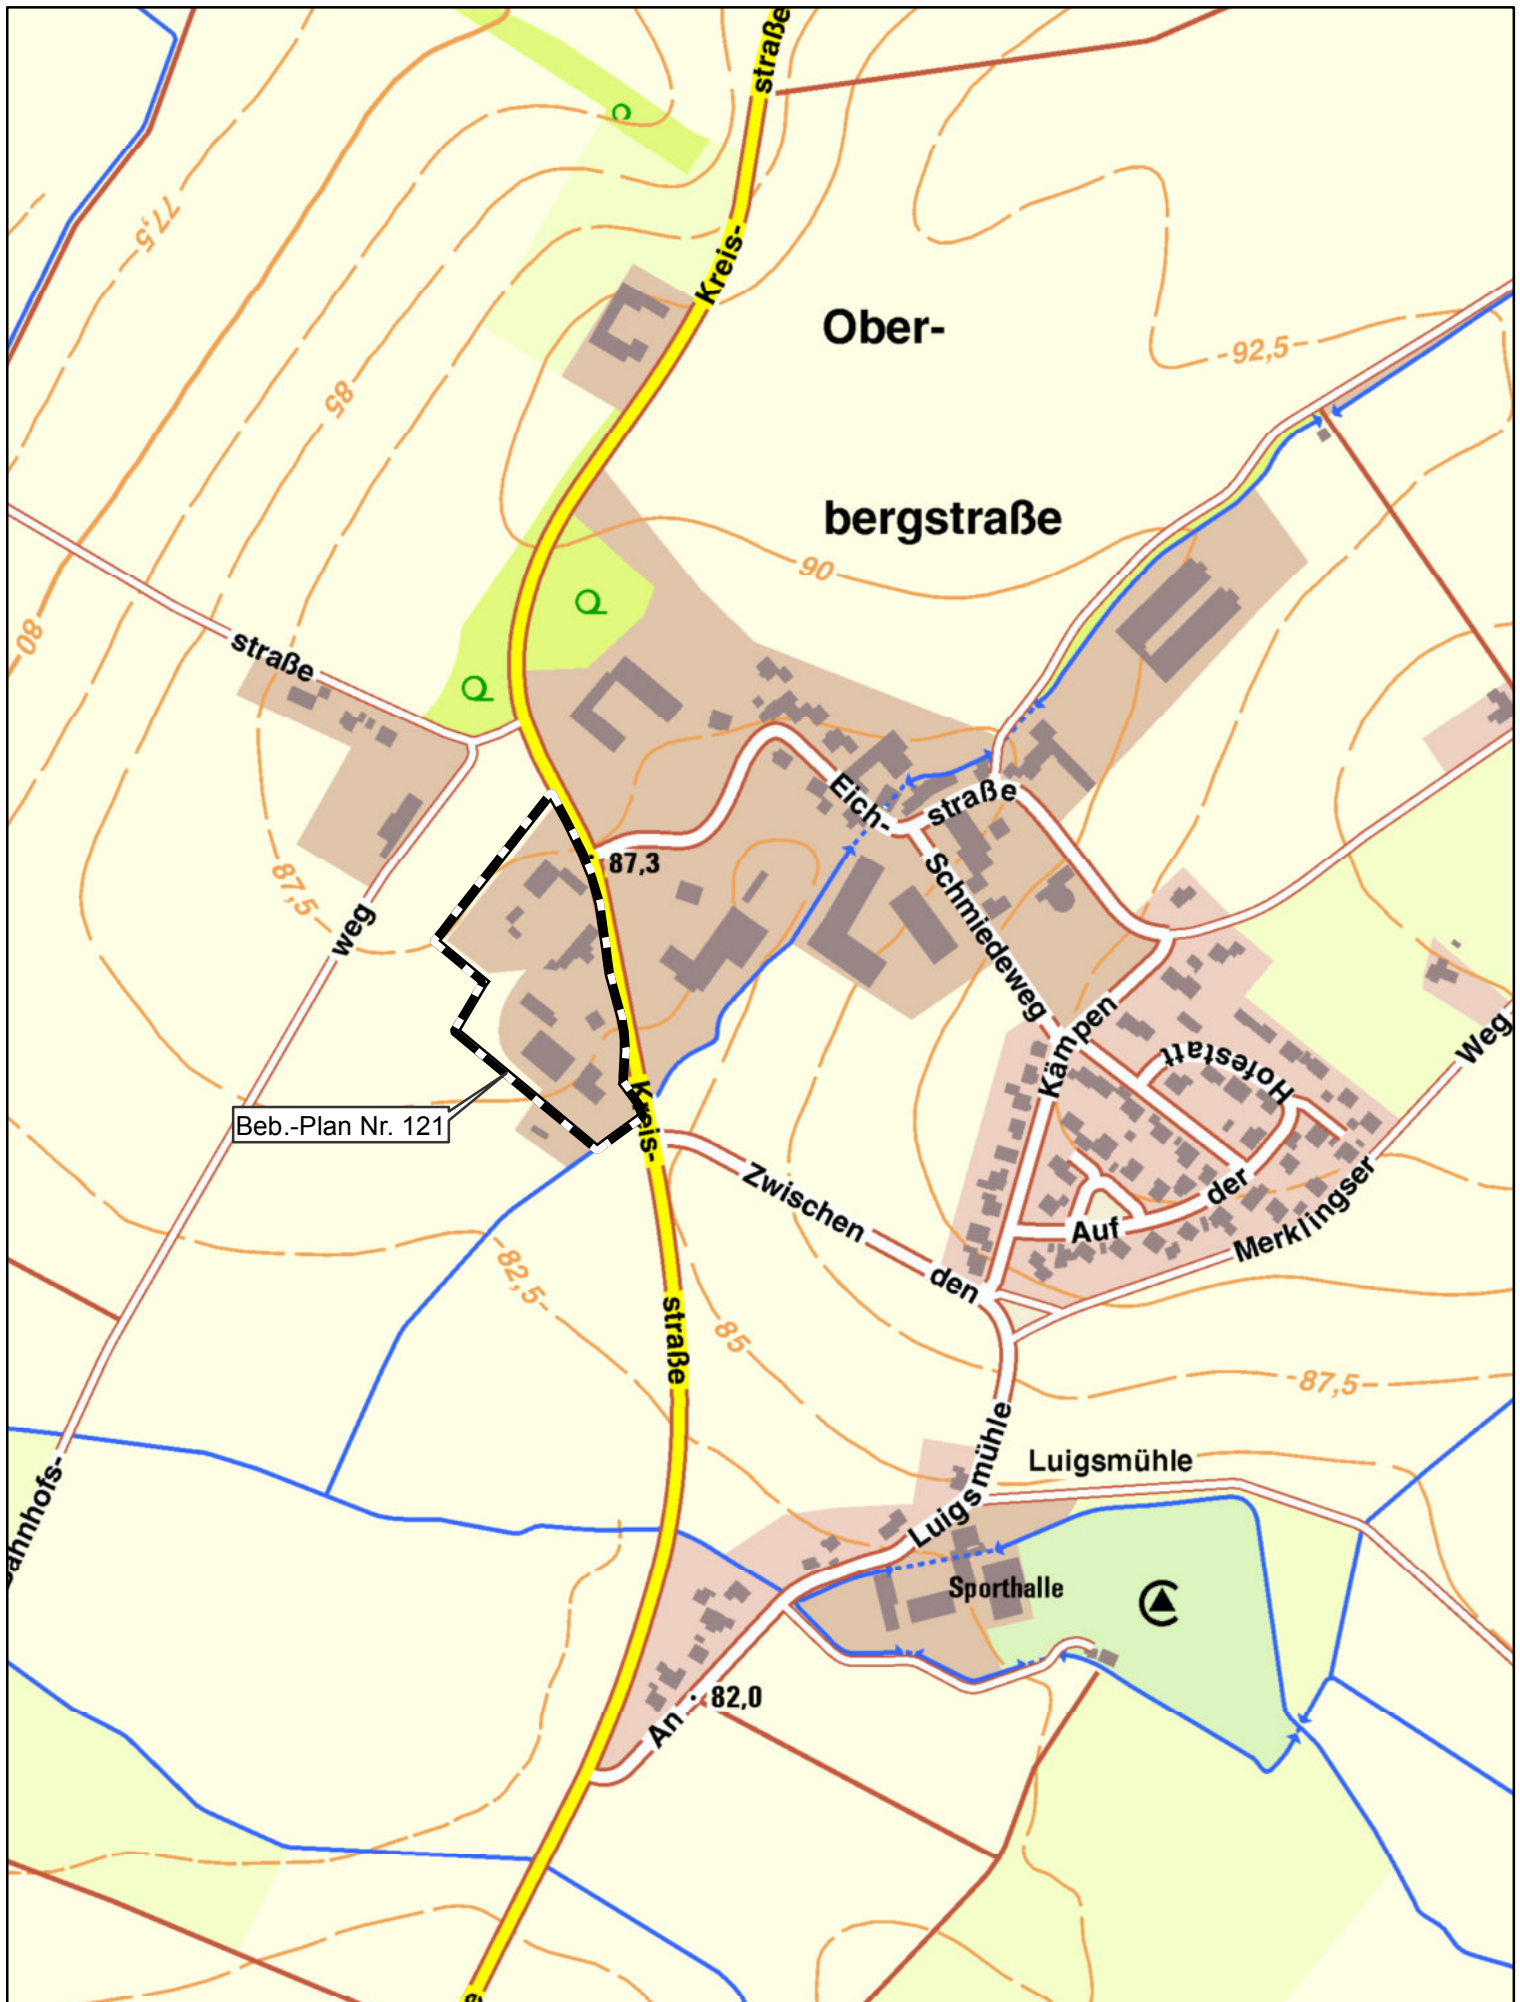 straße
77,5
Kreis-
Ober-
92,5
85
bergstraße
90
80
straße
Eich-
straße
87,3
Schmiedeweg
87,5
weg
Kämpen
Hofestatt
Weg
Kreis-
Beb.-Plan Nr. 121
Zwischen
der
Auf
Merklingser
82,5
den
straße
85
87,5
Luigsmühle
Luigsmühle
ahnhofs-
Sporthalle
82,0
An